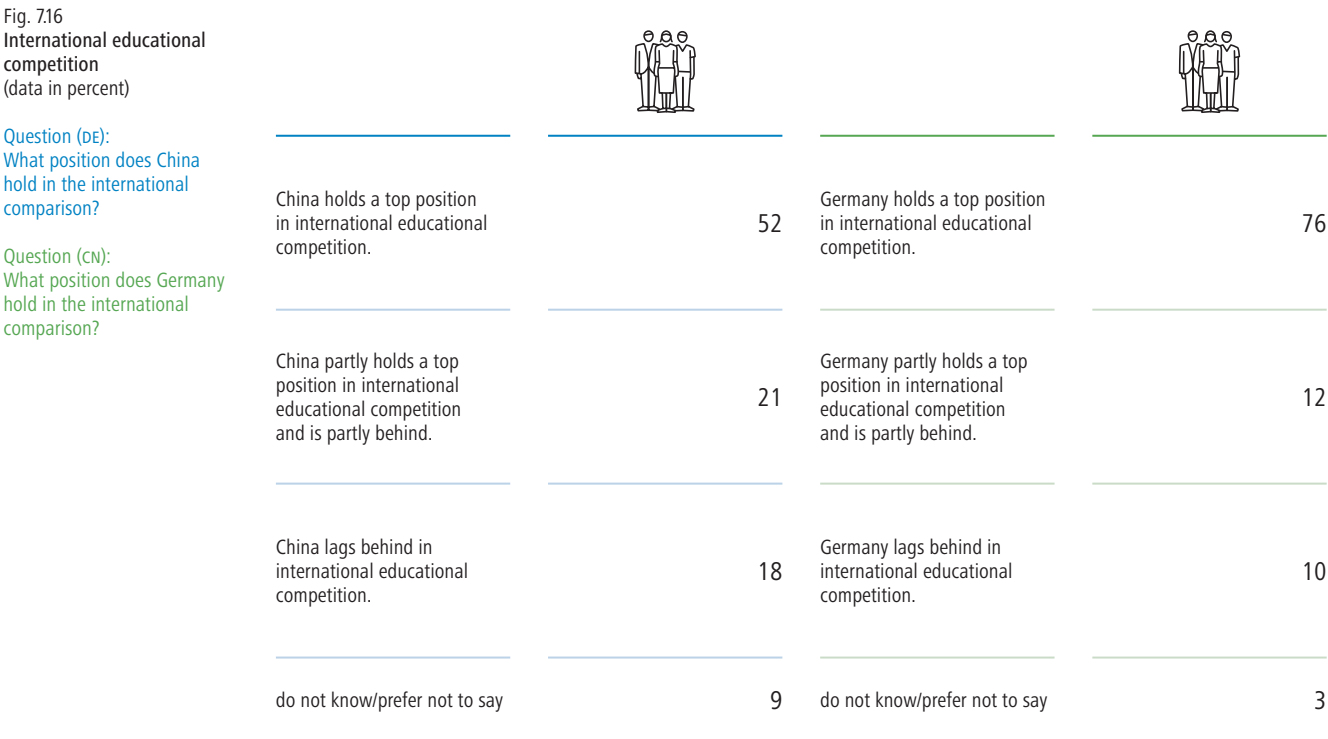 Fig. 7.16
International educational
competition
(data in percent)
Question (DE):
What position does China
hold in the international
comparison?
Question (CN):
What position does Germany
hold in the international
comparison?
China holds a top position
in international educational
competition.
52
Germany holds a top position
in international educational
competition.
76
China partly holds a top
position in international
educational competition
and is partly behind.
21
Germany partly holds a top
position in international
educational competition
and is partly behind.
12
China lags behind in
international educational
competition.
18
Germany lags behind in
international educational
competition.
10
do not know/prefer not to say
9
do not know/prefer not to say
3